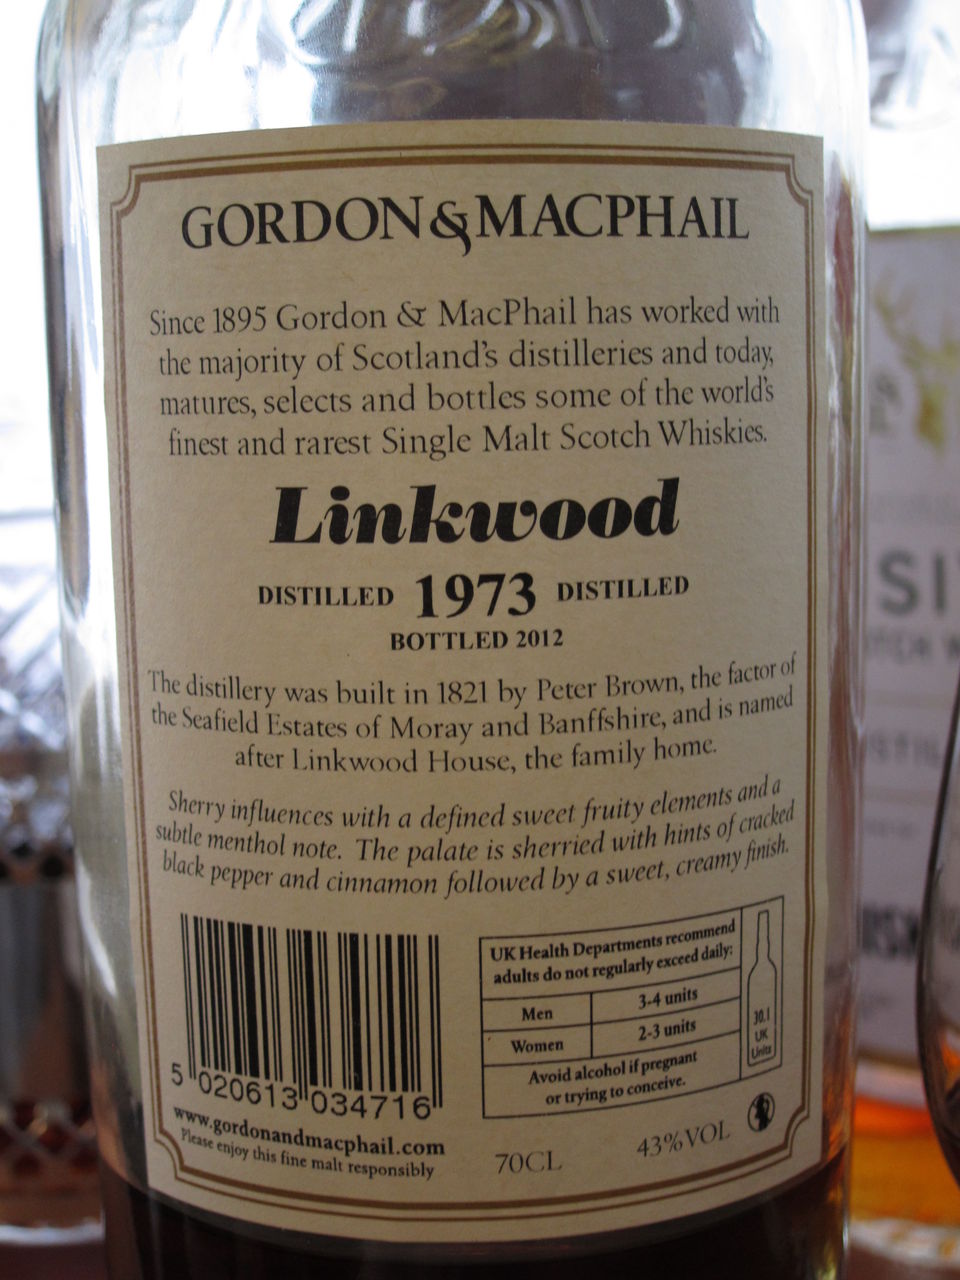 GORDON & MACPHAIL
Since 1895 Gordon & MacPhail has worked with
the majority of Scotland's distilleries and today,
matures, selects and bottles some of the world's
finest and rarest Single Malt Scotch Whiskies.
Linkwood
DISTILLED 1973 DISTILLED
BOTTLED 2012
The distillery was built in 1821 by Peter Brown, the factor of
the Seafield Estates of Moray and Banffshire, and is named
after Linkwood House, the family home.
Sherry influences with a defined sweet fruity elements and a
subtle menthol note. The palate is sherried with hints of cracked
black pepper and cinnamon followed by a sweet, creamy finish.
5 020613 034716
www.gordonandmacphail.com
Please enjoy this fine malt responsibly
UK Health Departments recommend
adults do not regularly exceed daily:
Men 3-4 units
Women 2-3 units
Avoid alcohol if pregnant
or trying to conceive.
30.1
UK
Units
70CL
43%VOL